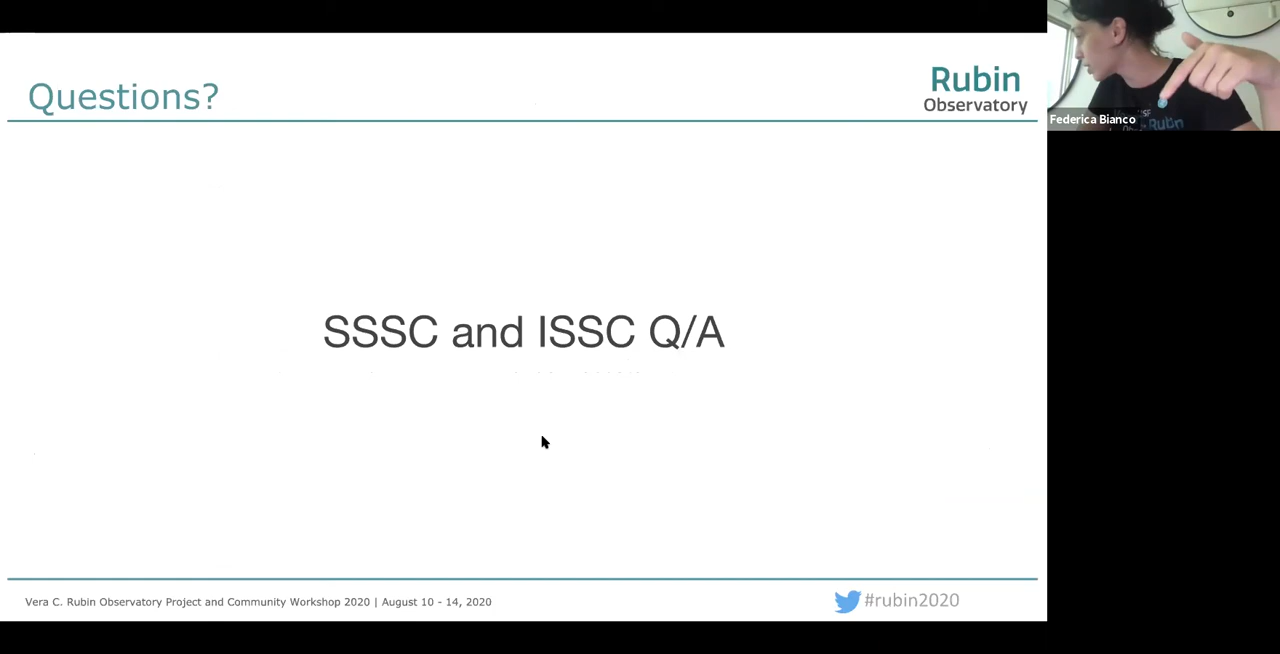 Questions?
Rubin
Observatory
Federica Bianco
Rubin
SSSC and ISSC Q/A
Vera C. Rubin Observatory Project and Community Workshop 2020 | August 10 - 14, 2020
#rubin2020